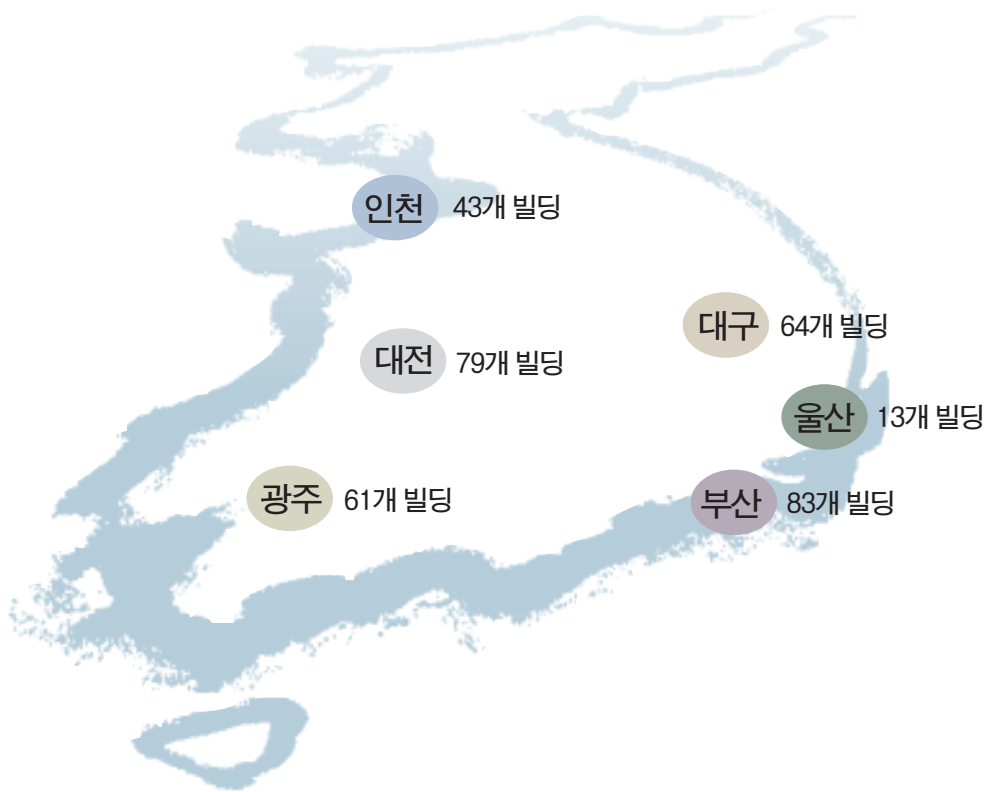 인천 43개 빌딩
대구 64개 빌딩
대전 79개 빌딩
울산 13개 빌딩
광주 61개 빌딩
부산 83개 빌딩